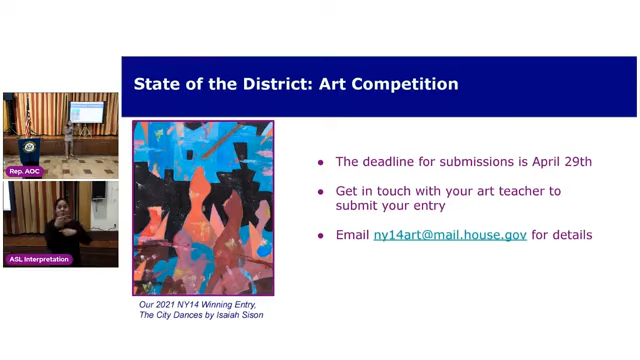 State of the District: Art Competition
Rep. AOC
ASL Interpretation
● The deadline for submissions is April 29th
● Get in touch with your art teacher to
submit your entry
● Email ny14art@mail.house.gov for details
Our 2021 NY14 Winning Entry,
The City Dances by Isaiah Sison